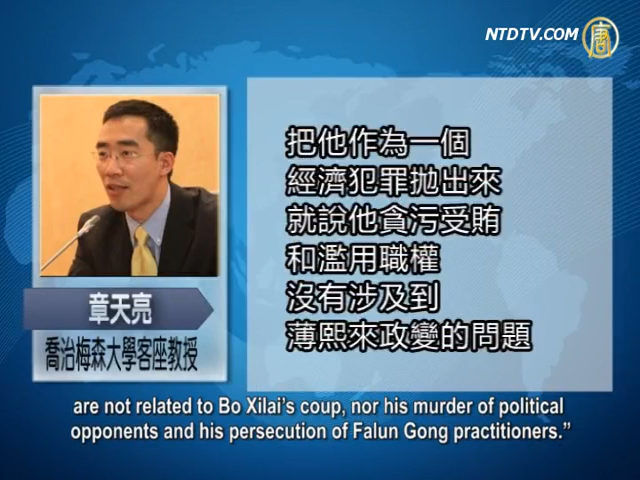 NTDTV.COM
唐
把他作為一個
經濟犯罪拋出來
就說他貪污受賄
和濫用職權
沒有涉及到
薄熙來政變的問題
章天亮
喬治梅森大學客座教授
are not related to Bo Xilai's coup, nor his murder of political
opponents and his persecution of Falun Gong practitioners.”